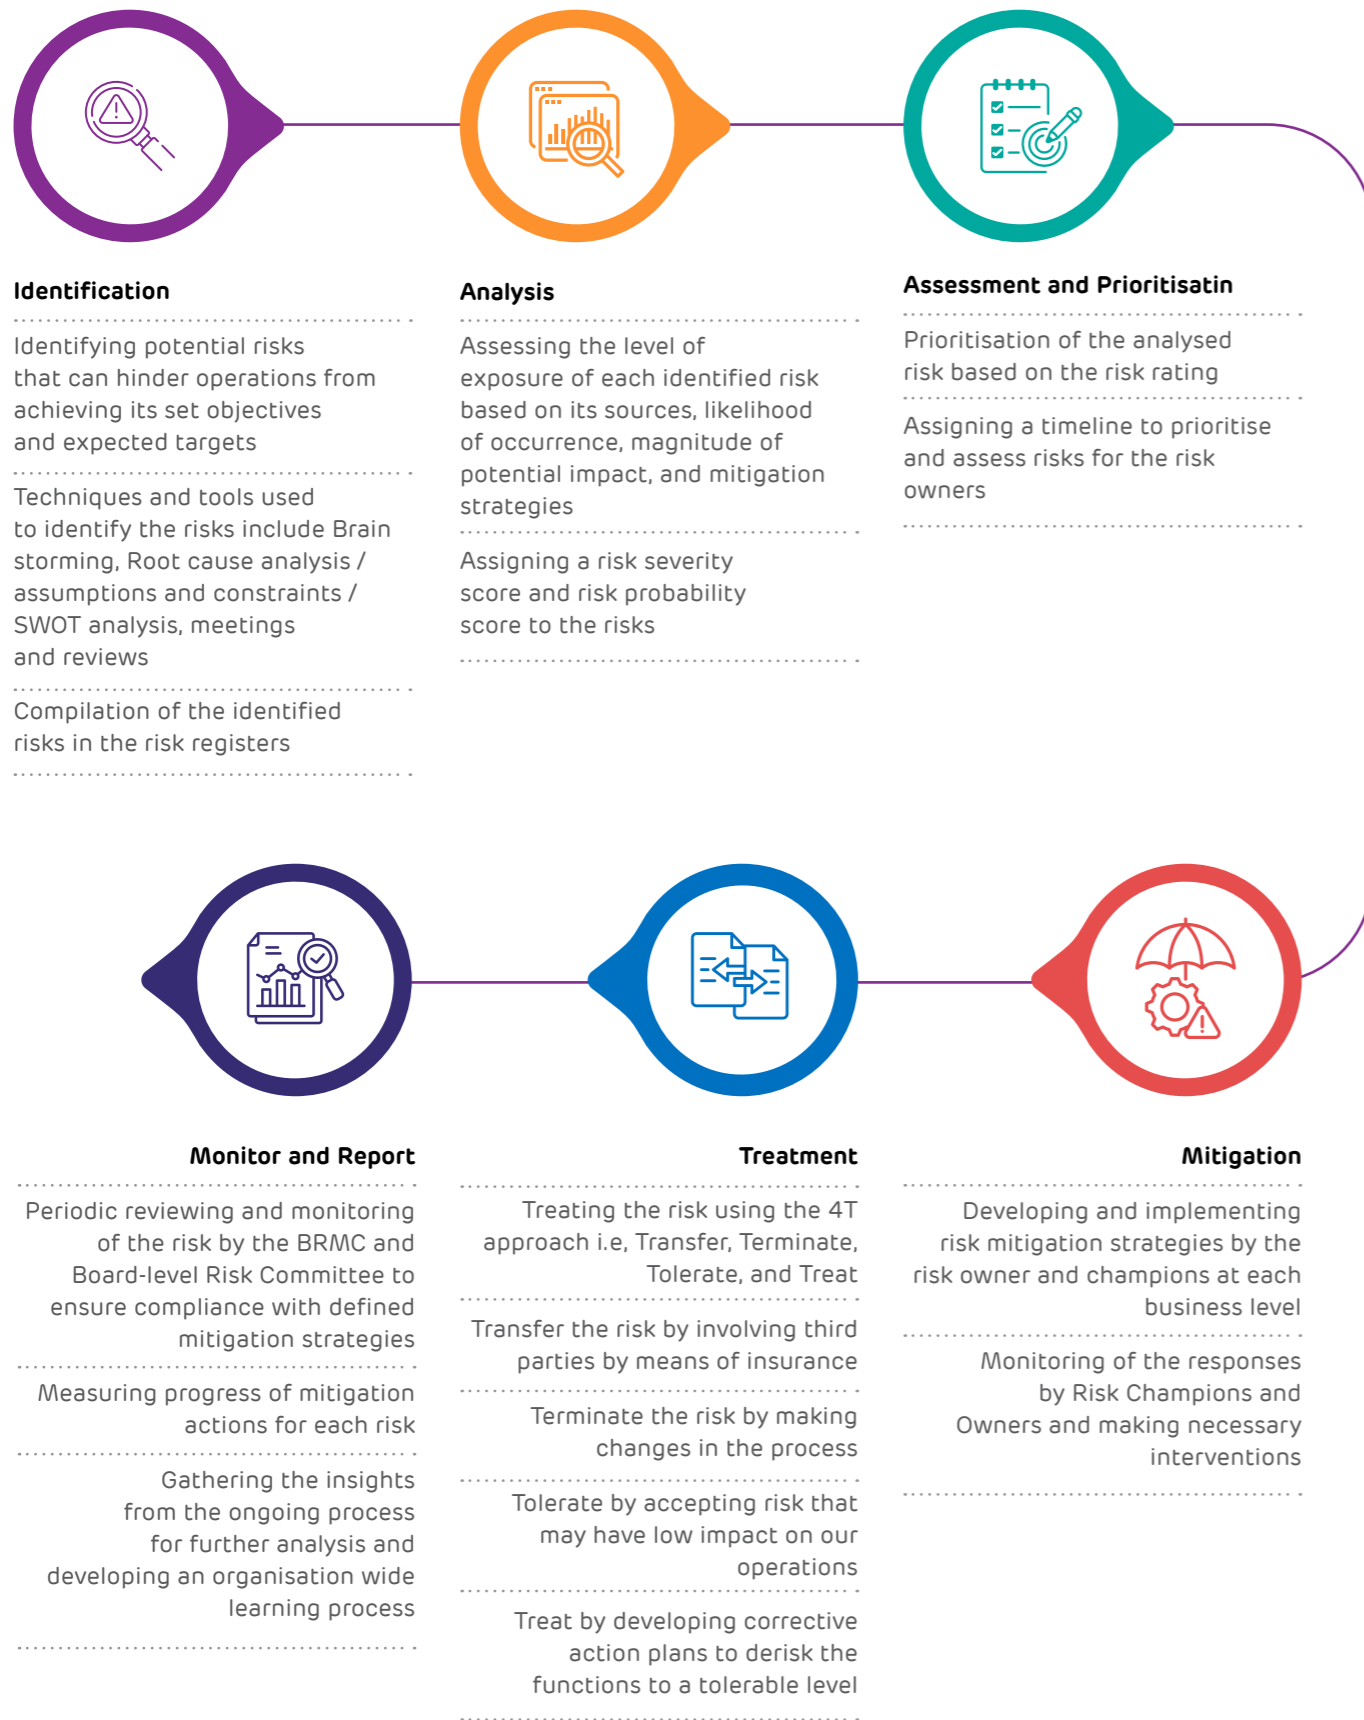 Identification
Identifying potential risks
that can hinder operations from
achieving its set objectives
and expected targets
Techniques and tools used
to identify the risks include Brain
storming, Root cause analysis /
assumptions and constraints /
SWOT analysis, meetings
and reviews
Compilation of the identified
risks in the risk registers
Analysis
Assessing the level of
exposure of each identified risk
based on its sources, likelihood
of occurrence, magnitude of
potential impact, and mitigation
strategies
Assigning a risk severity
score and risk probability
score to the risks
Assessment and Prioritisatin
Prioritisation of the analysed
risk based on the risk rating
Assigning a timeline to prioritise
and assess risks for the risk
owners
Mitigation
Developing and implementing
risk mitigation strategies by the
risk owner and champions at each
business level
Monitoring of the responses
by Risk Champions and
Owners and making necessary
interventions
Treatment
Treating the risk using the 4T
approach i.e, Transfer, Terminate,
Tolerate, and Treat
Transfer the risk by involving third
parties by means of insurance
Terminate the risk by making
changes in the process
Tolerate by accepting risk that
may have low impact on our
operations
Treat by developing corrective
action plans to derisk the
functions to a tolerable level
Monitor and Report
Periodic reviewing and monitoring
of the risk by the BRMC and
Board-level Risk Committee to
ensure compliance with defined
mitigation strategies
Measuring progress of mitigation
actions for each risk
Gathering the insights
from the ongoing process
for further analysis and
developing an organisation wide
learning process